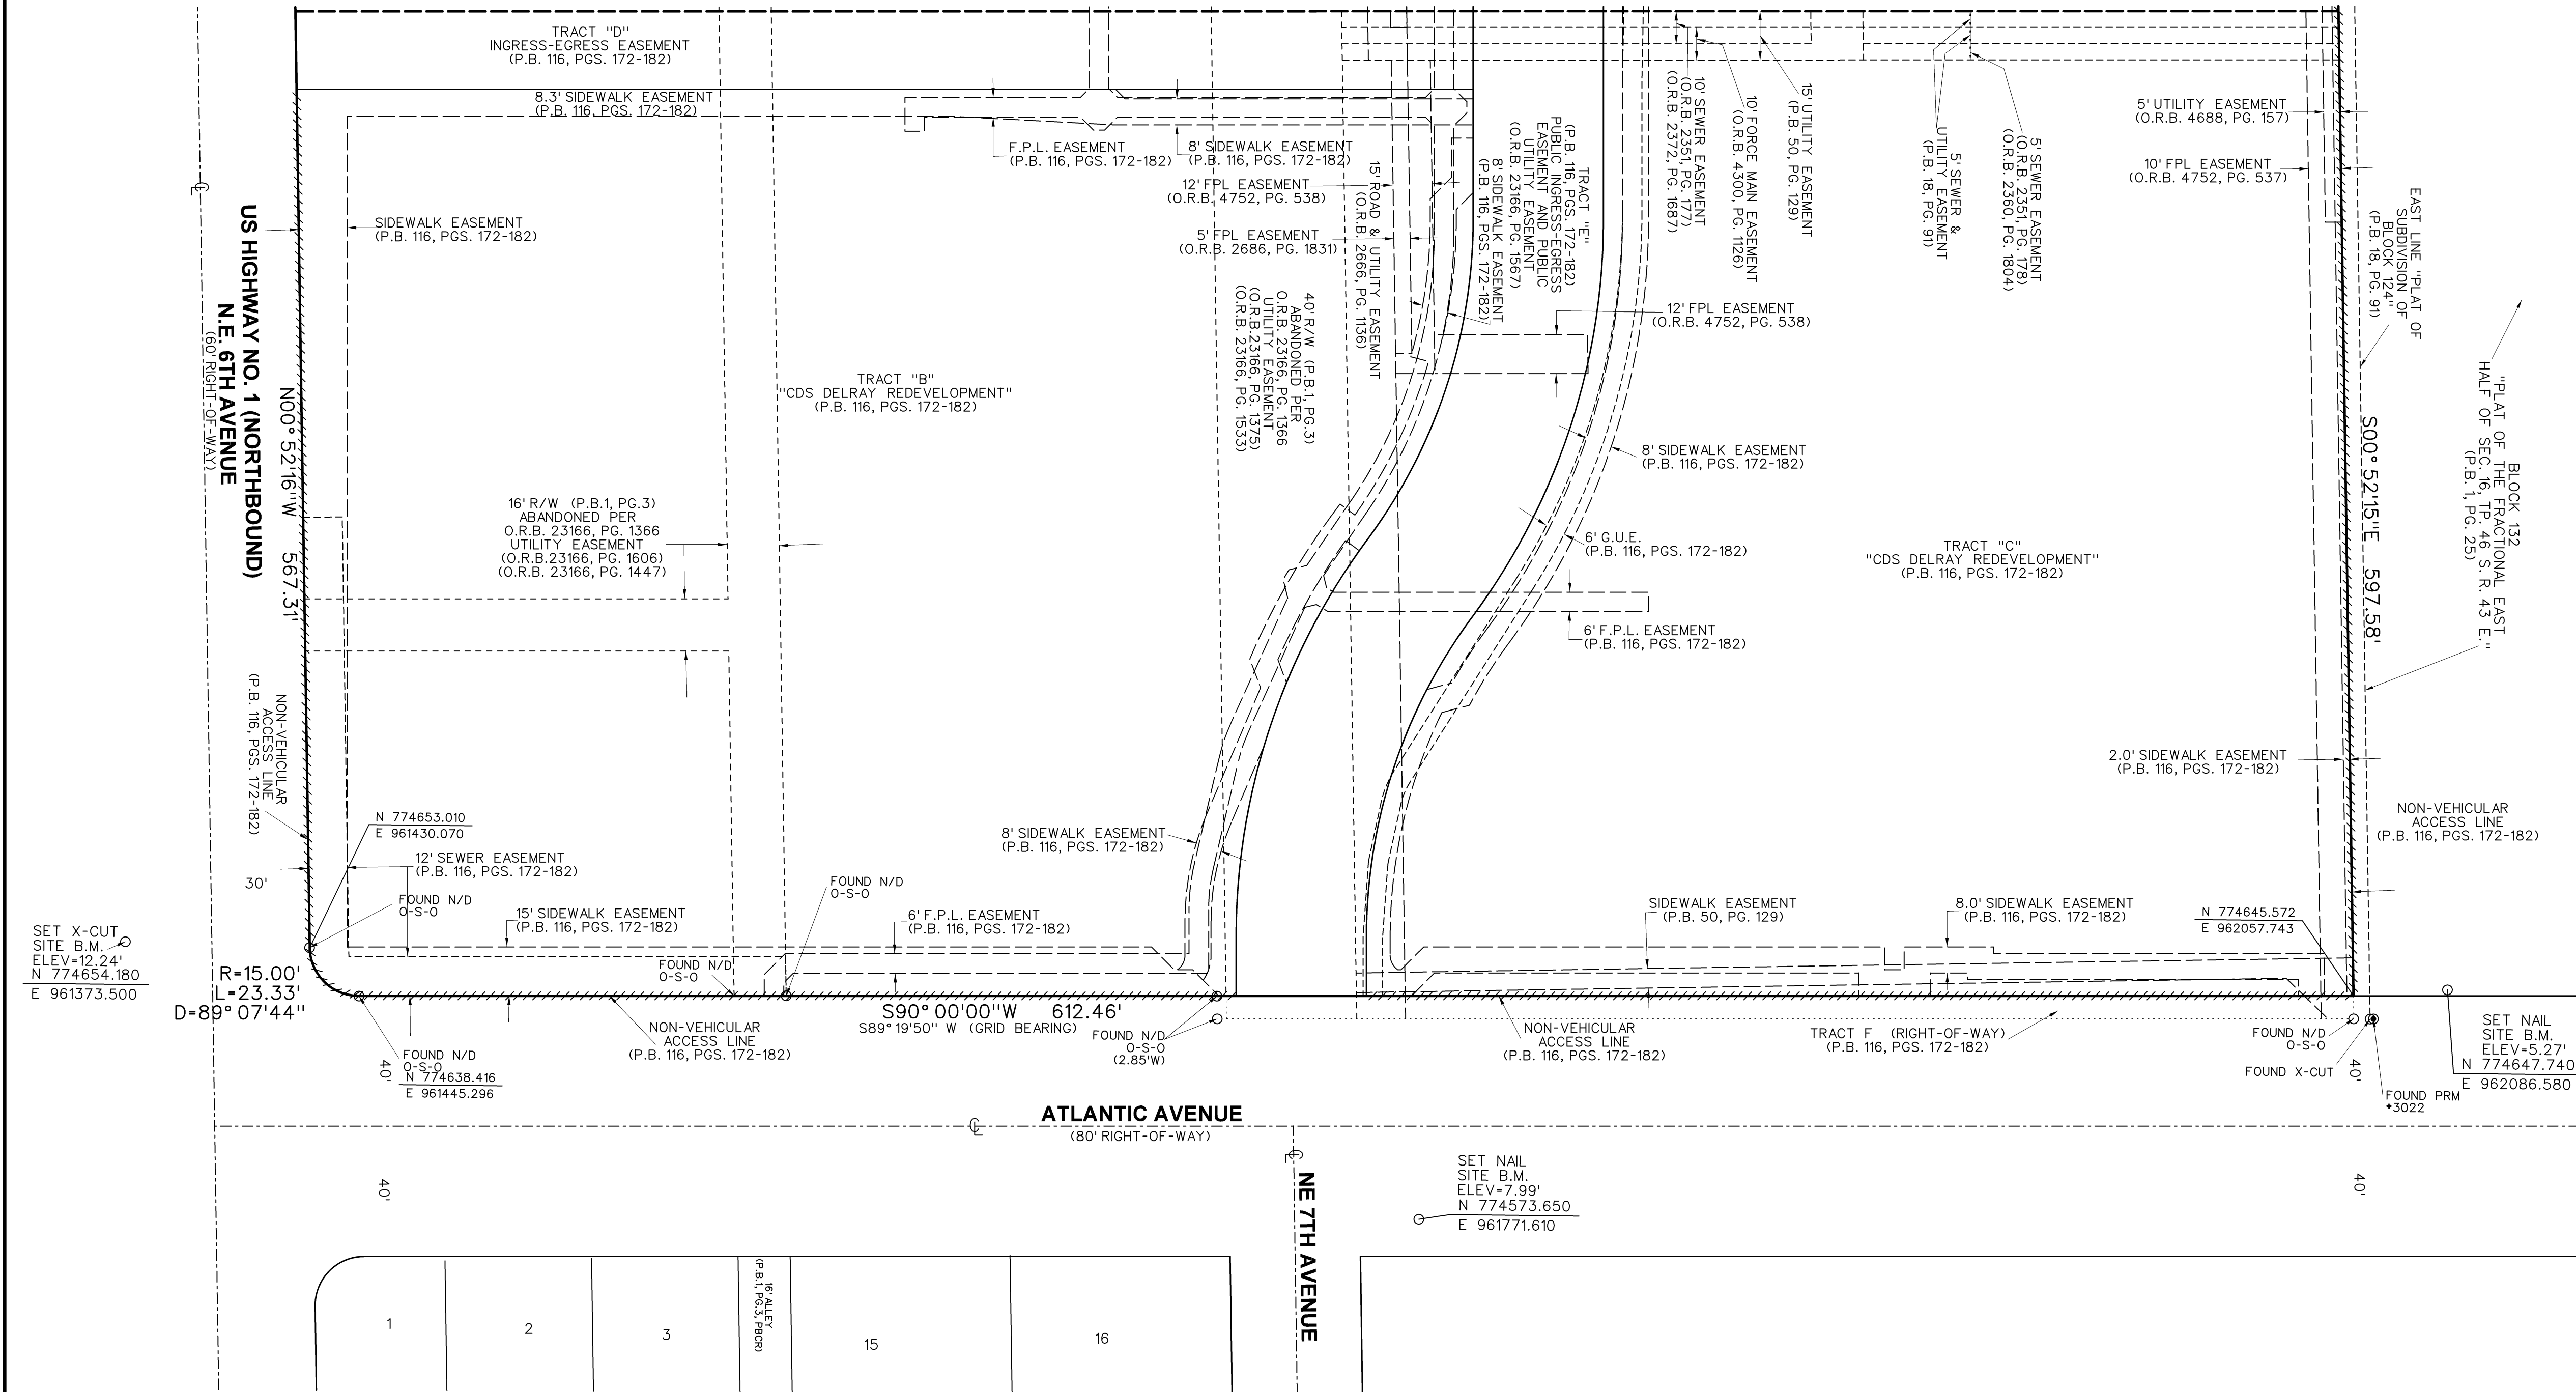 TRACT "D"
INGRESS-EGRESS EASEMENT
(P.B. 116, PGS. 172-182)
8.3' SIDEWALK EASEMENT
(P.B. 116, PGS. 172-182)
F.P.L. EASEMENT
(P.B. 116, PGS. 172-182)
8' SIDEWALK EASEMENT
(P.B. 116, PGS. 172-182)
12' FPL EASEMENT
(O.R.B. 4752, PG. 538)
5' FPL EASEMENT
(O.R.B. 2686, PG. 1831)
15' ROAD & UTILITY EASEMENT
(O.R.B. 2666, PG. 1136)
40' R/W (P.B.1, PG.3)
ABANDONED PER
O.R.B. 23166, PG. 1366
UTILITY EASEMENT
(O.R.B.23166, PG. 1375)
(O.R.B. 23166, PG. 1533)
TRACT "E"
(P.B. 116, PGS. 172-182)
PUBLIC INGRESS-EGRESS
EASEMENT AND PUBLIC
UTILITY EASEMENT
(O.R.B. 23166, PG. 1567)
8' SIDEWALK EASEMENT
(P.B. 116, PGS. 172-182)
10' SEWER EASEMENT
(O.R.B. 2351, PG. 177)
(O.R.B. 2372, PG. 1687)
10' FORCE MAIN EASEMENT
(O.R.B. 4300, PG. 1126)
15' UTILITY EASEMENT
(P.B. 50, PG. 129)
5' SEWER &
UTILITY EASEMENT
(P.B. 18, PG. 91)
5' SEWER EASEMENT
(O.R.B. 2351, PG. 178)
(O.R.B. 2360, PG. 1804)
5' UTILITY EASEMENT
(O.R.B. 4688, PG. 157)
10' FPL EASEMENT
(O.R.B. 4752, PG. 537)
EAST LINE "PLAT OF
SUBDIVISION OF
BLOCK 124"
(P.B. 18, PG. 91)
BLOCK 132
"PLAT OF THE FRACTIONAL EAST
HALF OF SEC. 16, TP. 46 S. R. 43 E."
(P.B. 1, PG. 25)
S00°52'15"E 597.58'
SIDEWALK EASEMENT
(P.B. 116, PGS. 172-182)
US HIGHWAY NO. 1 (NORTHBOUND)
N.E. 6TH AVENUE
(60' RIGHT-OF-WAY)
N00°52'16"W 567.31'
TRACT "B"
"CDS DELRAY REDEVELOPMENT"
(P.B. 116, PGS. 172-182)
12' FPL EASEMENT
(O.R.B. 4752, PG. 538)
8' SIDEWALK EASEMENT
(P.B. 116, PGS. 172-182)
16' R/W (P.B.1, PG.3)
ABANDONED PER
O.R.B. 23166, PG. 1366
UTILITY EASEMENT
(O.R.B.23166, PG. 1606)
(O.R.B. 23166, PG. 1447)
6' G.U.E.
(P.B. 116, PGS. 172-182)
TRACT "C"
"CDS DELRAY REDEVELOPMENT"
(P.B. 116, PGS. 172-182)
6' F.P.L. EASEMENT
(P.B. 116, PGS. 172-182)
NON-VEHICULAR
ACCESS LINE
(P.B. 116, PGS. 172-182)
2.0' SIDEWALK EASEMENT
(P.B. 116, PGS. 172-182)
NON-VEHICULAR
ACCESS LINE
(P.B. 116, PGS. 172-182)
N 774653.010
E 961430.070
8' SIDEWALK EASEMENT
(P.B. 116, PGS. 172-182)
12' SEWER EASEMENT
(P.B. 116, PGS. 172-182)
30'
FOUND N/D
O-S-O
FOUND N/D
O-S-O
15' SIDEWALK EASEMENT
(P.B. 116, PGS. 172-182)
6' F.P.L. EASEMENT
(P.B. 116, PGS. 172-182)
SIDEWALK EASEMENT
(P.B. 50, PG. 129)
8.0' SIDEWALK EASEMENT
(P.B. 116, PGS. 172-182)
N 774645.572
E 962057.743
SET X-CUT
SITE B.M.
ELEV=12.24'
N 774654.180
E 961373.500
R=15.00'
L=23.33'
D=89°07'44"
FOUND N/D
O-S-O
S90°00'00"W 612.46'
S89°19'50" W (GRID BEARING)
NON-VEHICULAR
ACCESS LINE
(P.B. 116, PGS. 172-182)
FOUND N/D
O-S-O
(2.85'W)
NON-VEHICULAR
ACCESS LINE
(P.B. 116, PGS. 172-182)
TRACT F (RIGHT-OF-WAY)
(P.B. 116, PGS. 172-182)
FOUND N/D
O-S-O
FOUND X-CUT
SET NAIL
SITE B.M.
ELEV=5.27'
N 774647.740
E 962086.580
FOUND PRM
*3022
40'
FOUND N/D
O-S-O
N 774638.416
E 961445.296
40'
ATLANTIC AVENUE
(80' RIGHT-OF-WAY)
40'
NE 7TH AVENUE
SET NAIL
SITE B.M.
ELEV=7.99'
N 774573.650
E 961771.610
40'
1
2
3
16' ALLEY
(P.B.1, PG.3, PBCR)
15
16